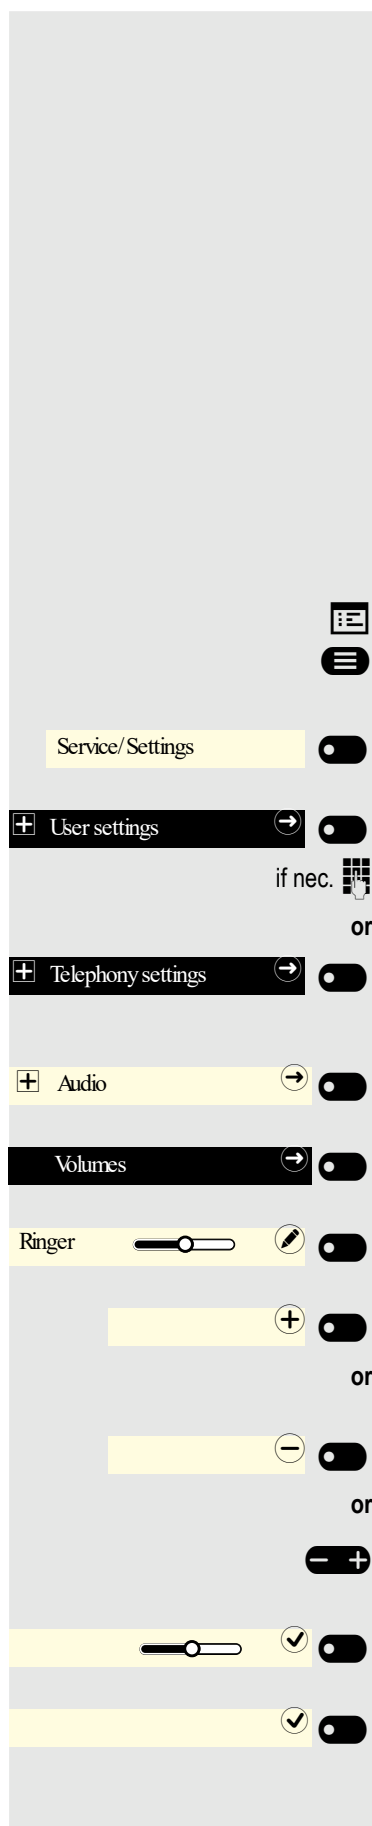 Service/Settings
User settings
if nec.
or
Telephony settings
Audio
Volumes
Ringer
or
or